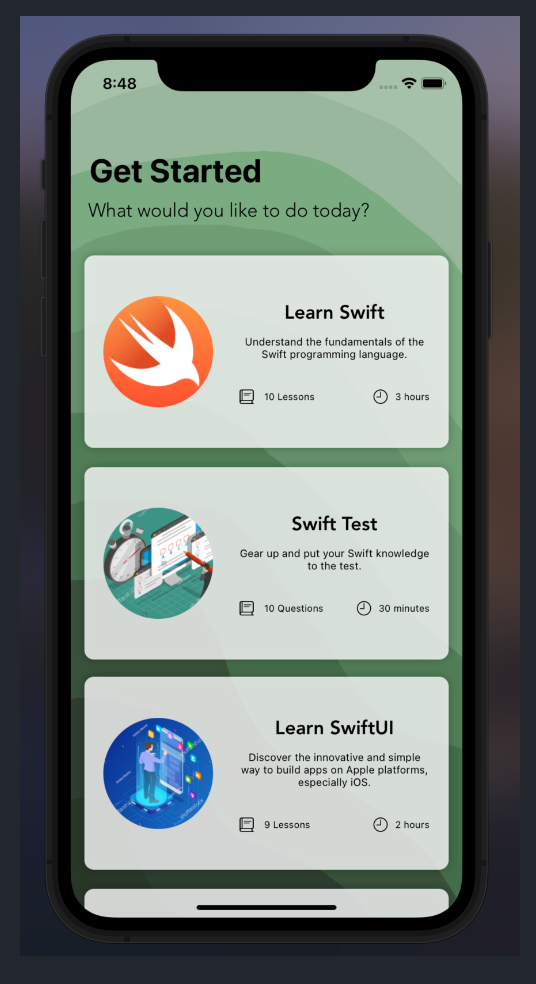 8:48
Get Started
What would you like to do today?
Learn Swift
Understand the fundamentals of the
Swift programming language.
10 Lessons
3 hours
Swift Test
Gear up and put your Swift knowledge
to the test.
10 Questions
30 minutes
Learn SwiftUI
Discover the innovative and simple
way to build apps on Apple platforms,
especially iOS.
9 Lessons
2 hours